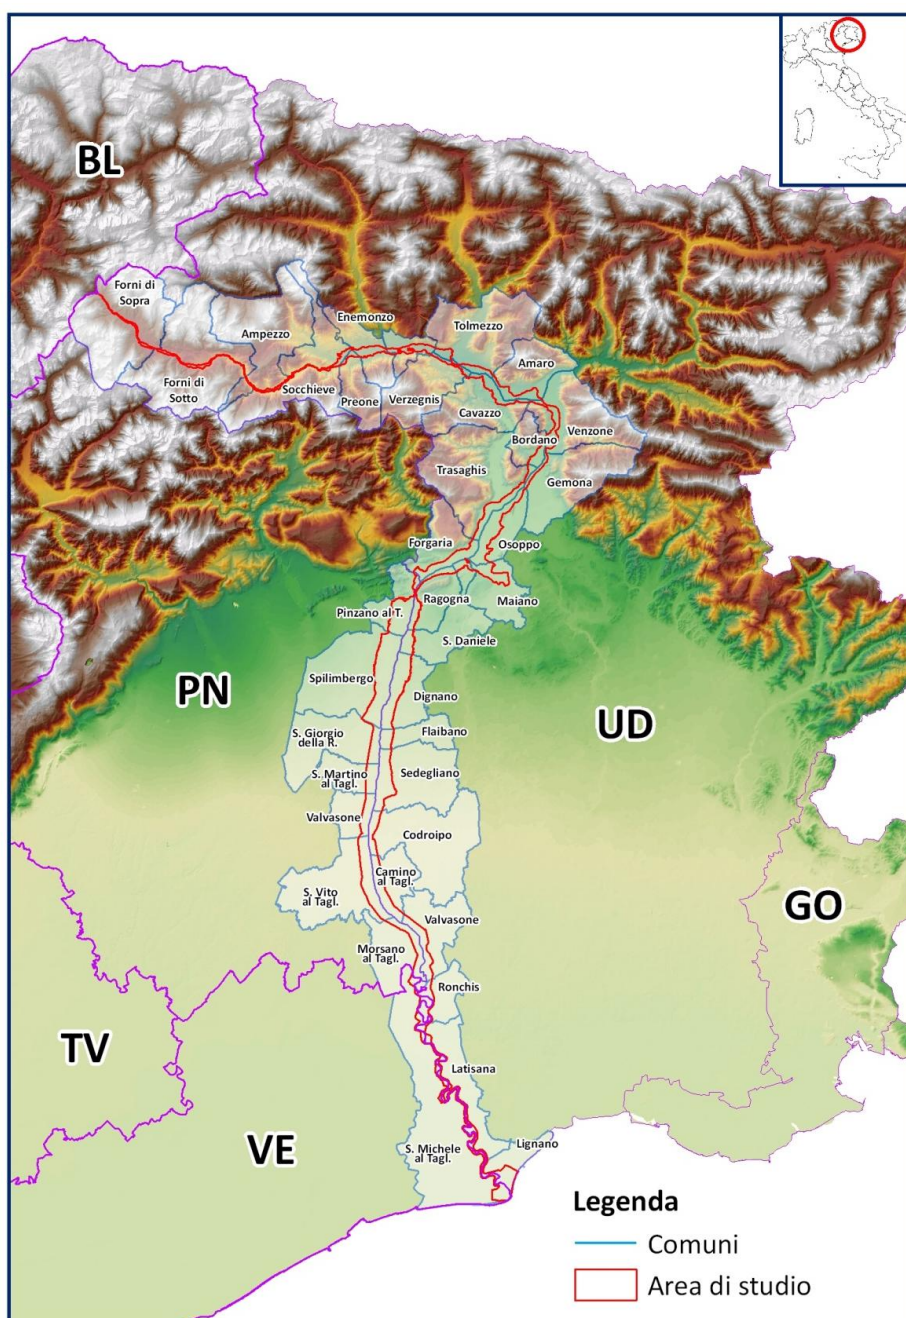 BL
Forni di
Sopra
Enemonzo
Tolmezzo
Ampezzo
Amaro
Forni di
Sotto
Socchieve
Preone
Verzegnis
Cavazzo
Venzone
Bordano
Trasaghis
Gemona
Forgaria
Osoppo
Ragogna
Maiano
Pinzano al T.
S. Daniele
Spilimbergo
PN
Dignano
UD
S. Giorgio
della R.
Flaibano
S. Martino
al Tagl.
Sedegliano
Valvasone
Codroipo
Camino
al Tagl.
S. Vito
al Tagl.
GO
Valvasone
Morsano
al Tagl.
Ronchis
TV
Latisana
VE
S. Michele
al Tagl.
Lignano
Legenda
Comuni
Area di studio